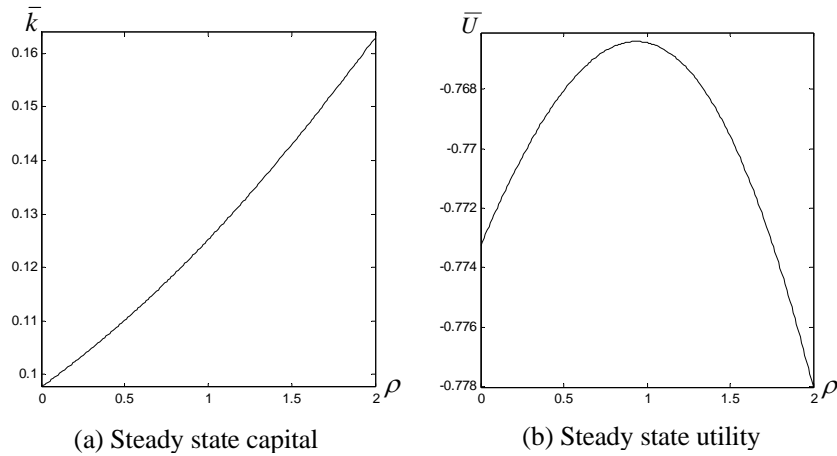 k̅
0.16
0.15
0.14
0.13
0.12
0.11
0.1
0 0.5 1 1.5 2 ρ
(a) Steady state capital
U̅
-0.768
-0.77
-0.772
-0.774
-0.776
-0.778
0 0.5 1 1.5 2 ρ
(b) Steady state utility